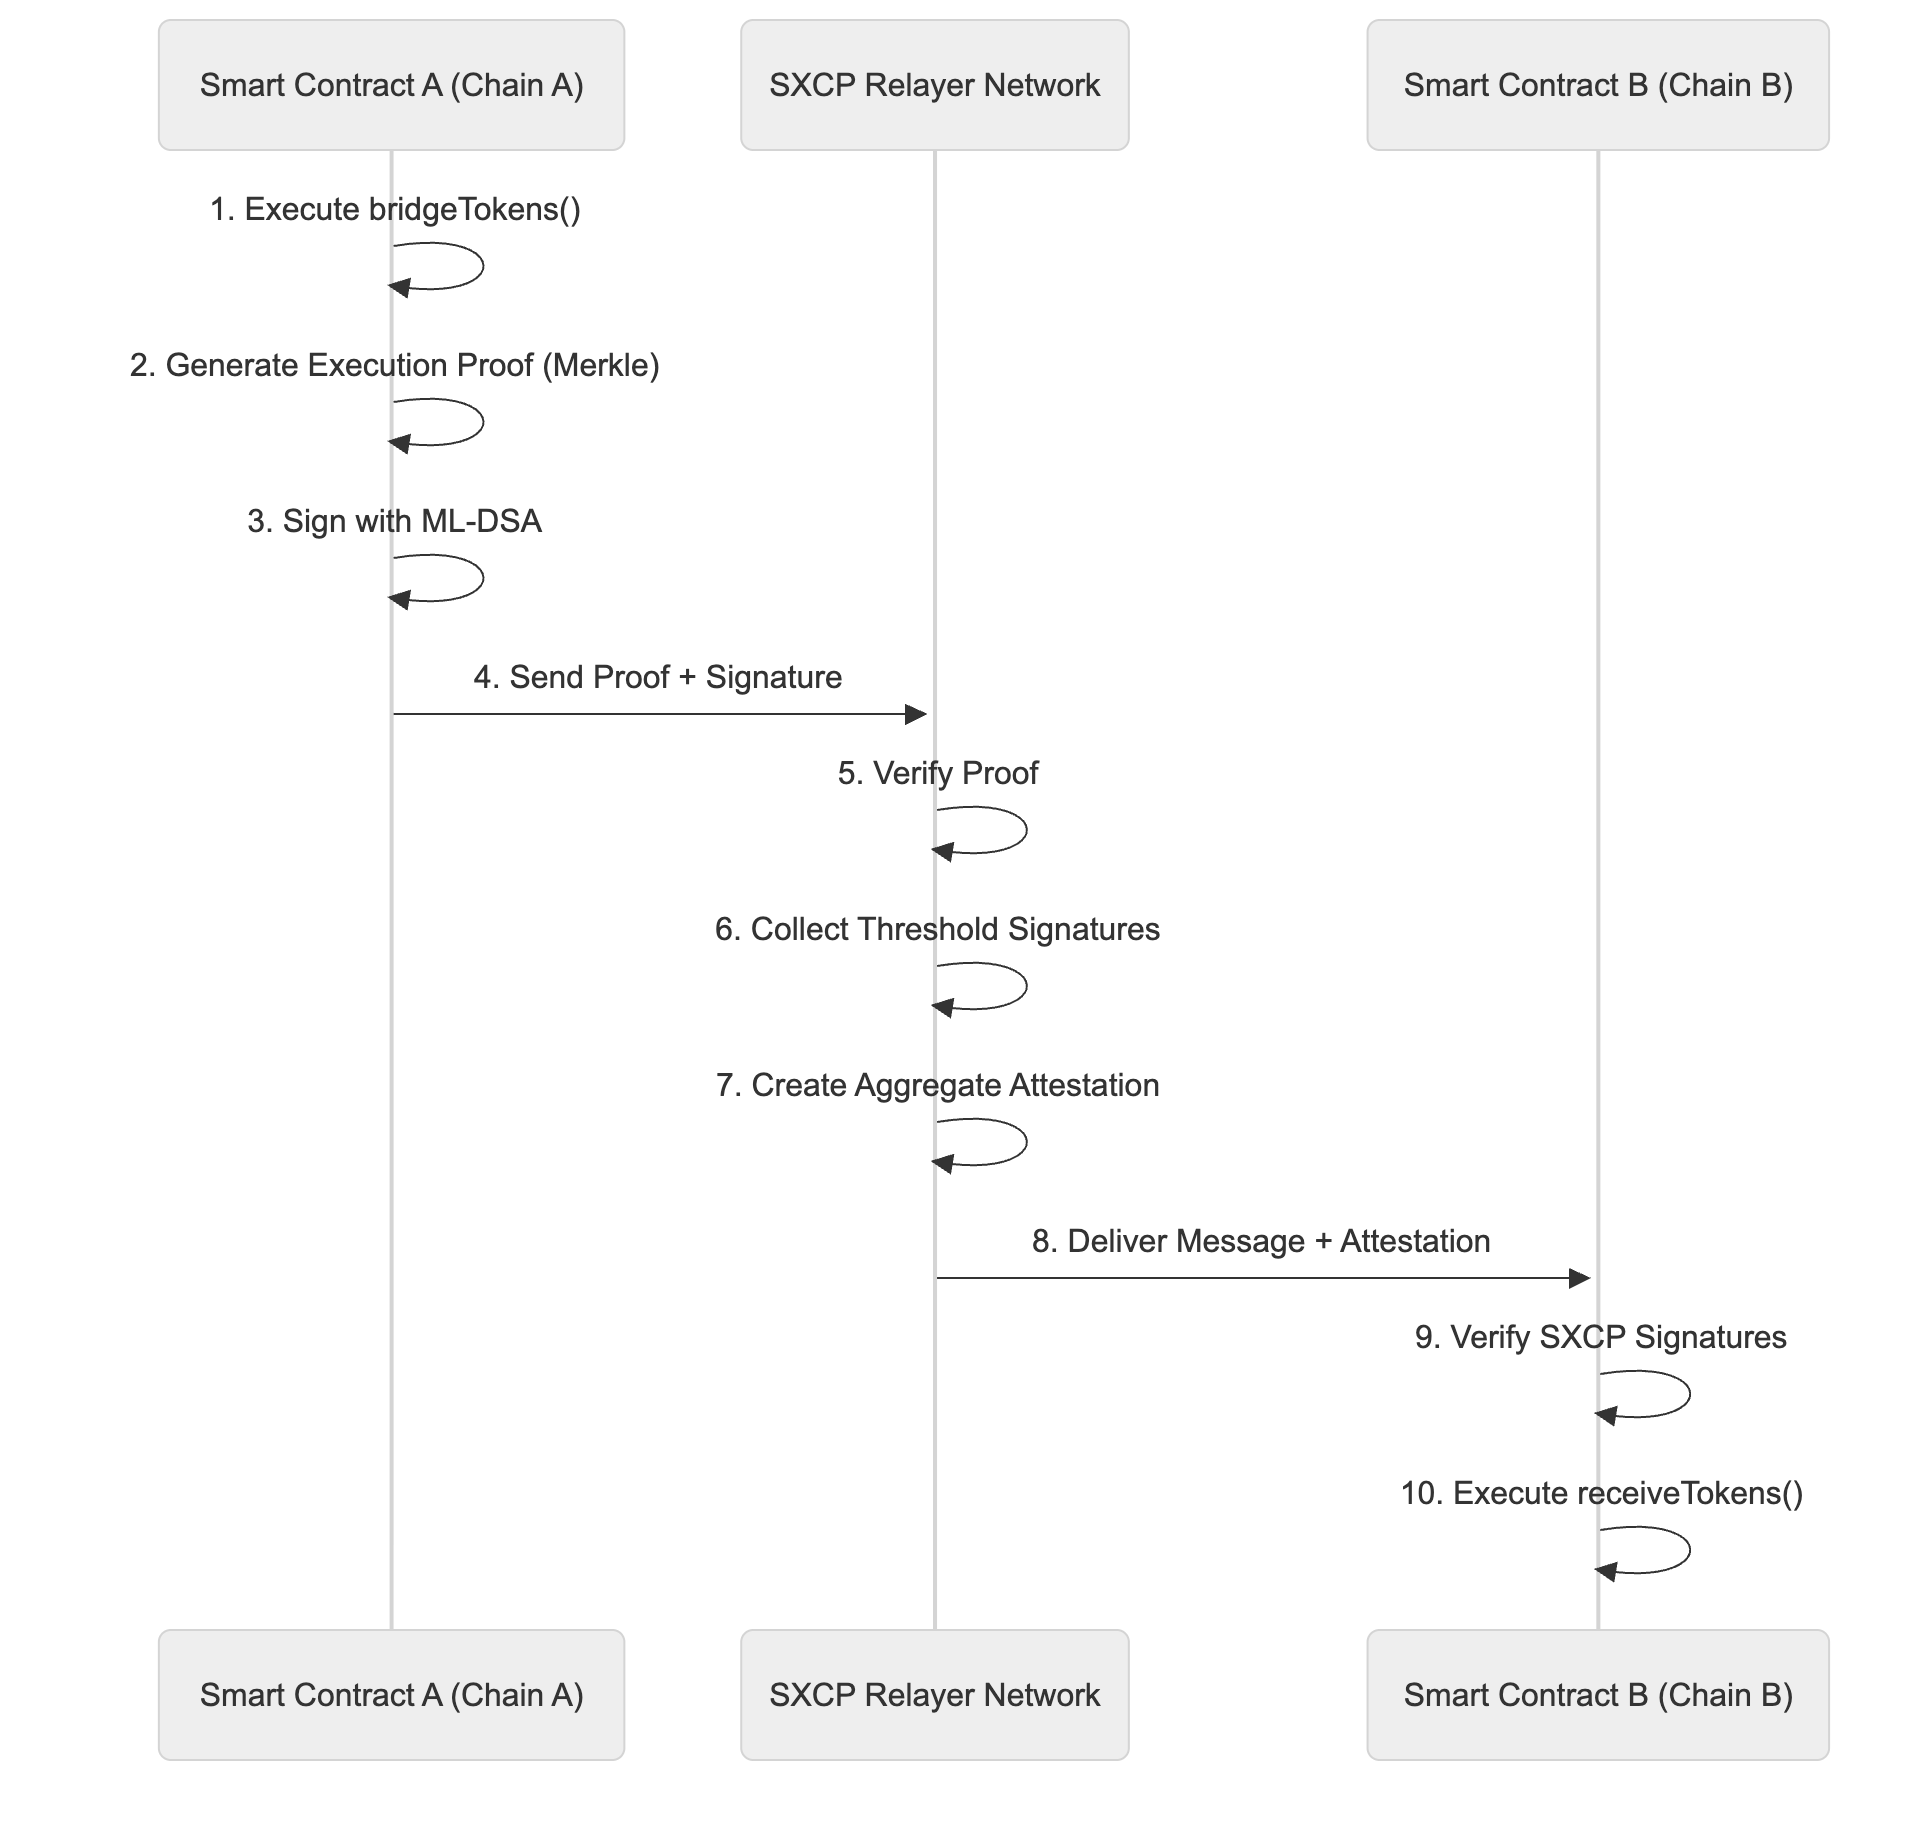 Smart Contract A (Chain A)
SXCP Relayer Network
Smart Contract B (Chain B)
1. Execute bridgeTokens()
2. Generate Execution Proof (Merkle)
3. Sign with ML-DSA
4. Send Proof + Signature
5. Verify Proof
6. Collect Threshold Signatures
7. Create Aggregate Attestation
8. Deliver Message + Attestation
9. Verify SXCP Signatures
10. Execute receiveTokens()
Smart Contract A (Chain A)
SXCP Relayer Network
Smart Contract B (Chain B)